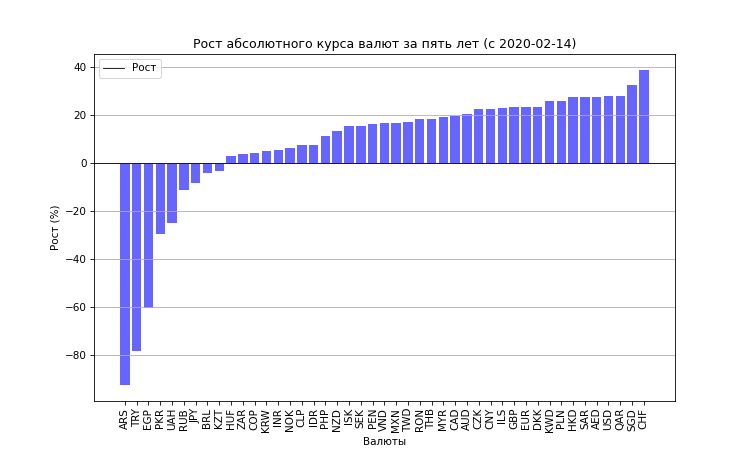 Рост абсолютного курса валют за пять лет (с 2020-02-14)
Рост
40
20
0
−20
−40
−60
−80
Рост (%)
ARS TRY EGP PKR UAH RUB JPY BRL KZT HUF ZAR COP KRW INR NOK CLP IDR PHP NZD ISK SEK PEN VND MXN TWD RON THB MYR CAD AUD CZK CNY ILS GBP EUR DKK KWD PLN HKD SAR AED USD QAR SGD CHF
Валюты